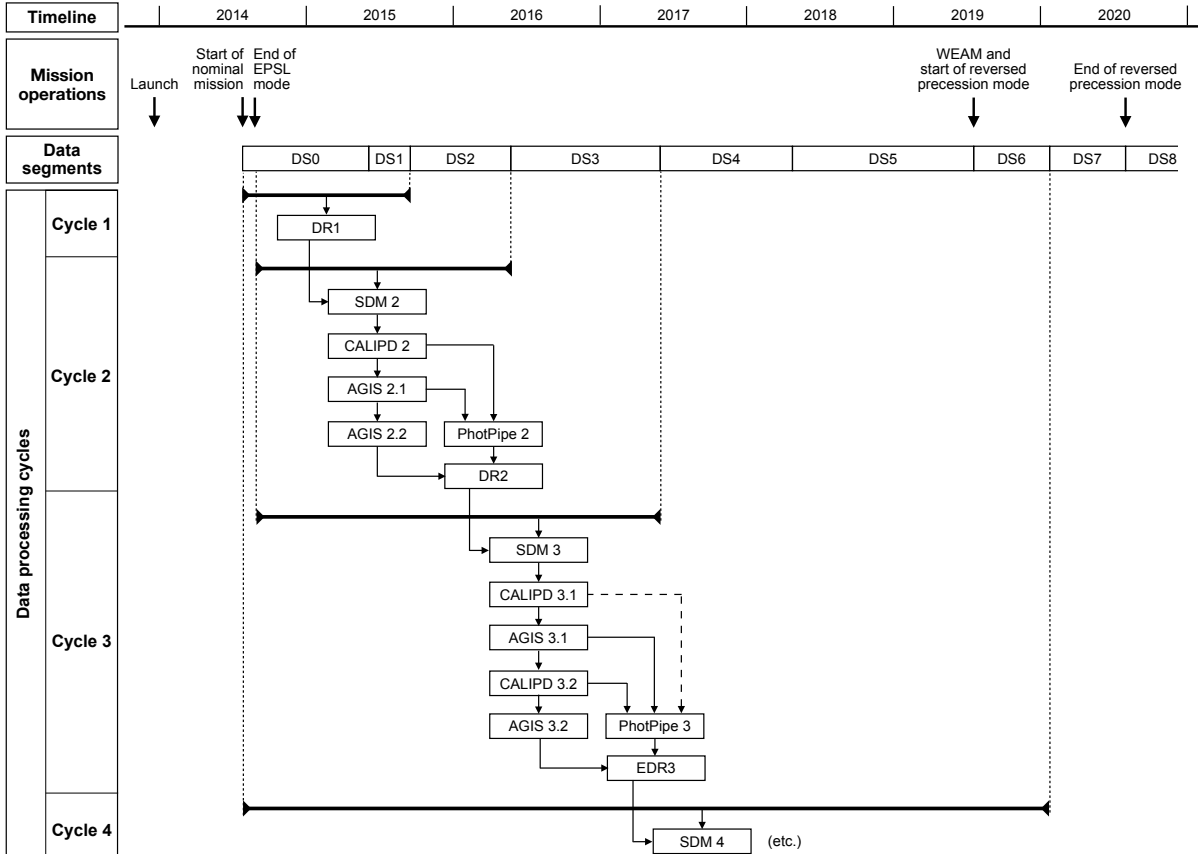 Timeline
2014
2015
2016
2017
2018
2019
2020
Mission
operations
Launch
Start of
nominal
mission
End of
EPSL
mode
WEAM and
start of reversed
precession mode
End of reversed
precession mode
Data
segments
DS0
DS1
DS2
DS3
DS4
DS5
DS6
DS7
DS8
Data processing cycles
Cycle 1
DR1
Cycle 2
SDM 2
CALIPD 2
AGIS 2.1
AGIS 2.2
PhotPipe 2
DR2
Cycle 3
SDM 3
CALIPD 3.1
AGIS 3.1
CALIPD 3.2
AGIS 3.2
PhotPipe 3
EDR3
Cycle 4
SDM 4
(etc.)